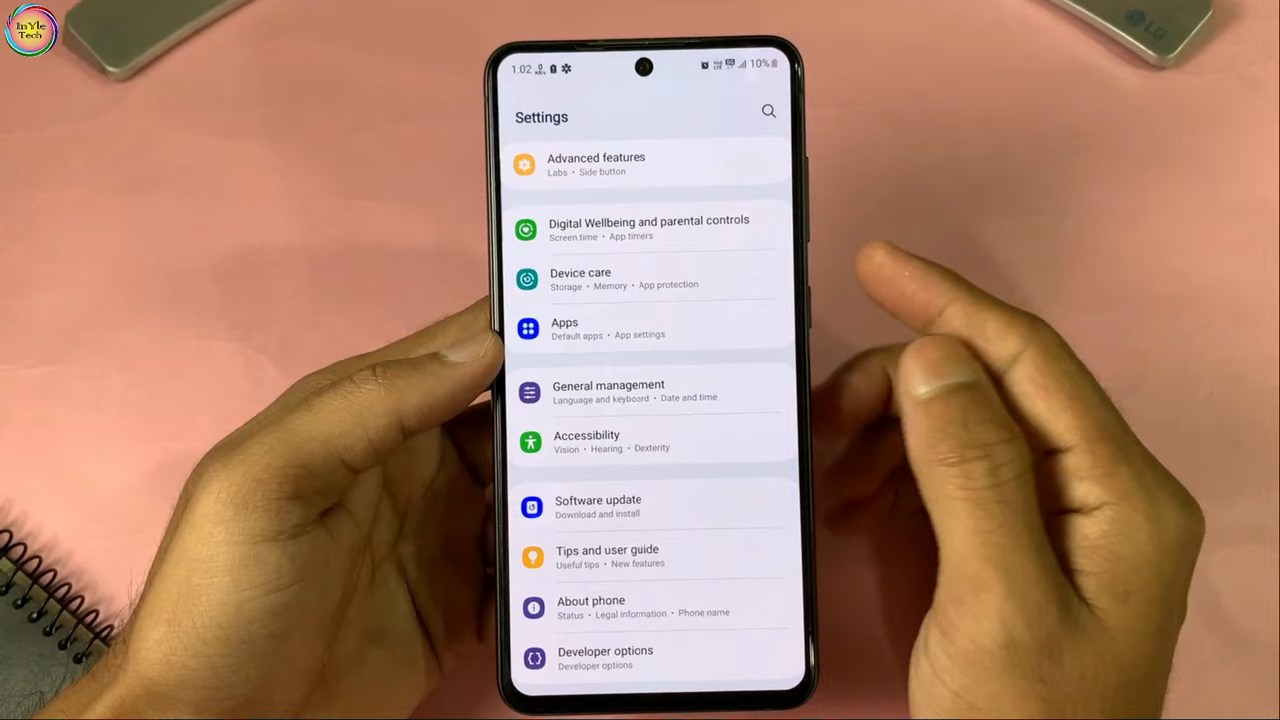 InYle
Tech
LG
1:02
10%
Settings
Advanced features
Labs • Side button
Digital Wellbeing and parental controls
Screen time • App timers
Device care
Storage • Memory • App protection
Apps
Default apps • App settings
General management
Language and keyboard • Date and time
Accessibility
Vision • Hearing • Dexterity
Software update
Download and install
Tips and user guide
Useful tips • New features
About phone
Status • Legal information • Phone name
Developer options
Developer options